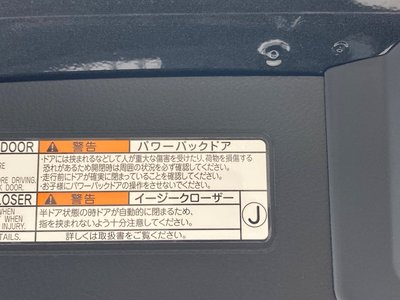 DOOR ⚠ 警告 パワーバックドア
・ドアには挟まれるなどして人が重大な傷害を受けたり、荷物を損傷する
RE 恐れがあるため開閉時は周囲の状況を必ず確認してください。
ORE DRIVING. ・走行前にドアが確実に閉まっていることを確認してください。
K DOOR. ・お子様にパワーバックドアの操作をさせないでください。
LOSER ⚠ 警告 イージークローザー
WHEN 半ドア状態の時ドアが自動的に閉まるため、
Y WHEN 指を挟まれないよう十分注意してください。
INJURY.
J
TAILS. 詳しくは取扱書をご覧ください。